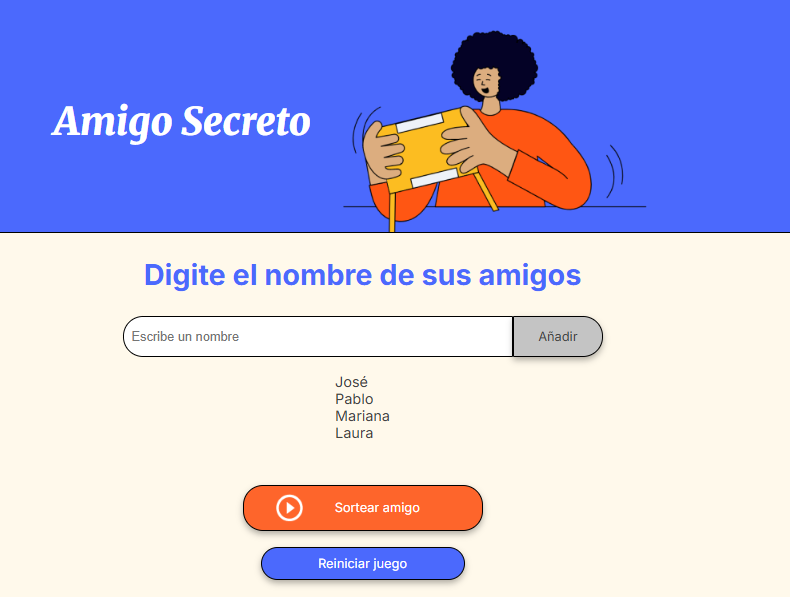 Amigo Secreto
Digite el nombre de sus amigos
Escribe un nombre
Añadir
José
Pablo
Mariana
Laura
Sortear amigo
Reiniciar juego